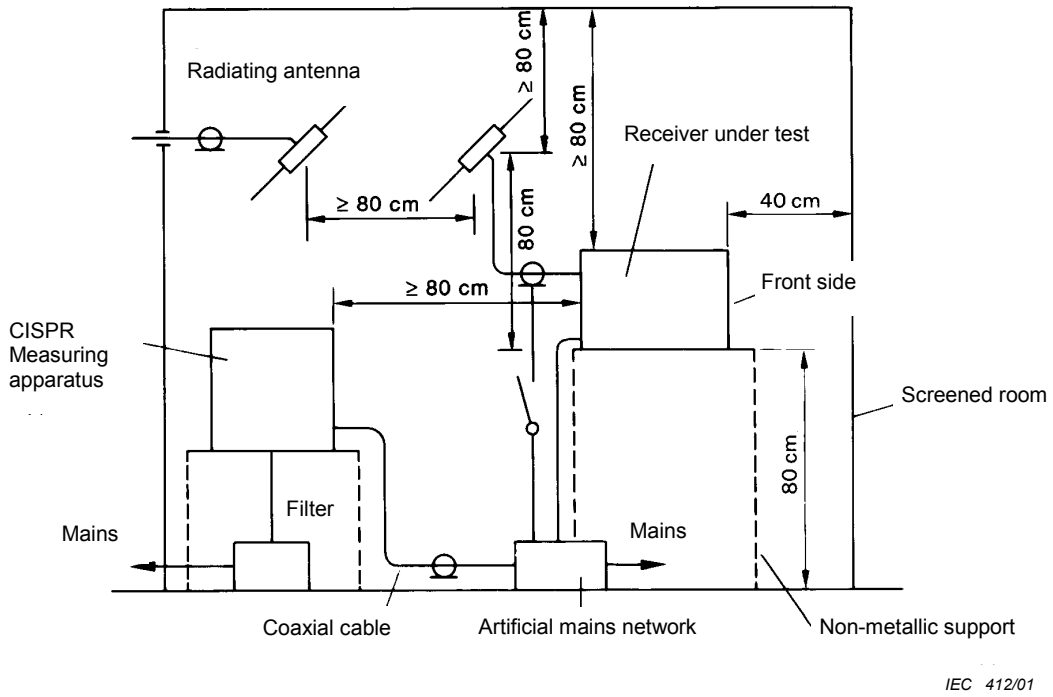 Radiating antenna
≥ 80 cm
≥ 80 cm
Receiver under test
≥ 80 cm
40 cm
80 cm
≥ 80 cm
Front side
CISPR
Measuring
apparatus
Screened room
80 cm
Filter
Mains
Mains
Coaxial cable
Artificial mains network
Non-metallic support
IEC 412/01